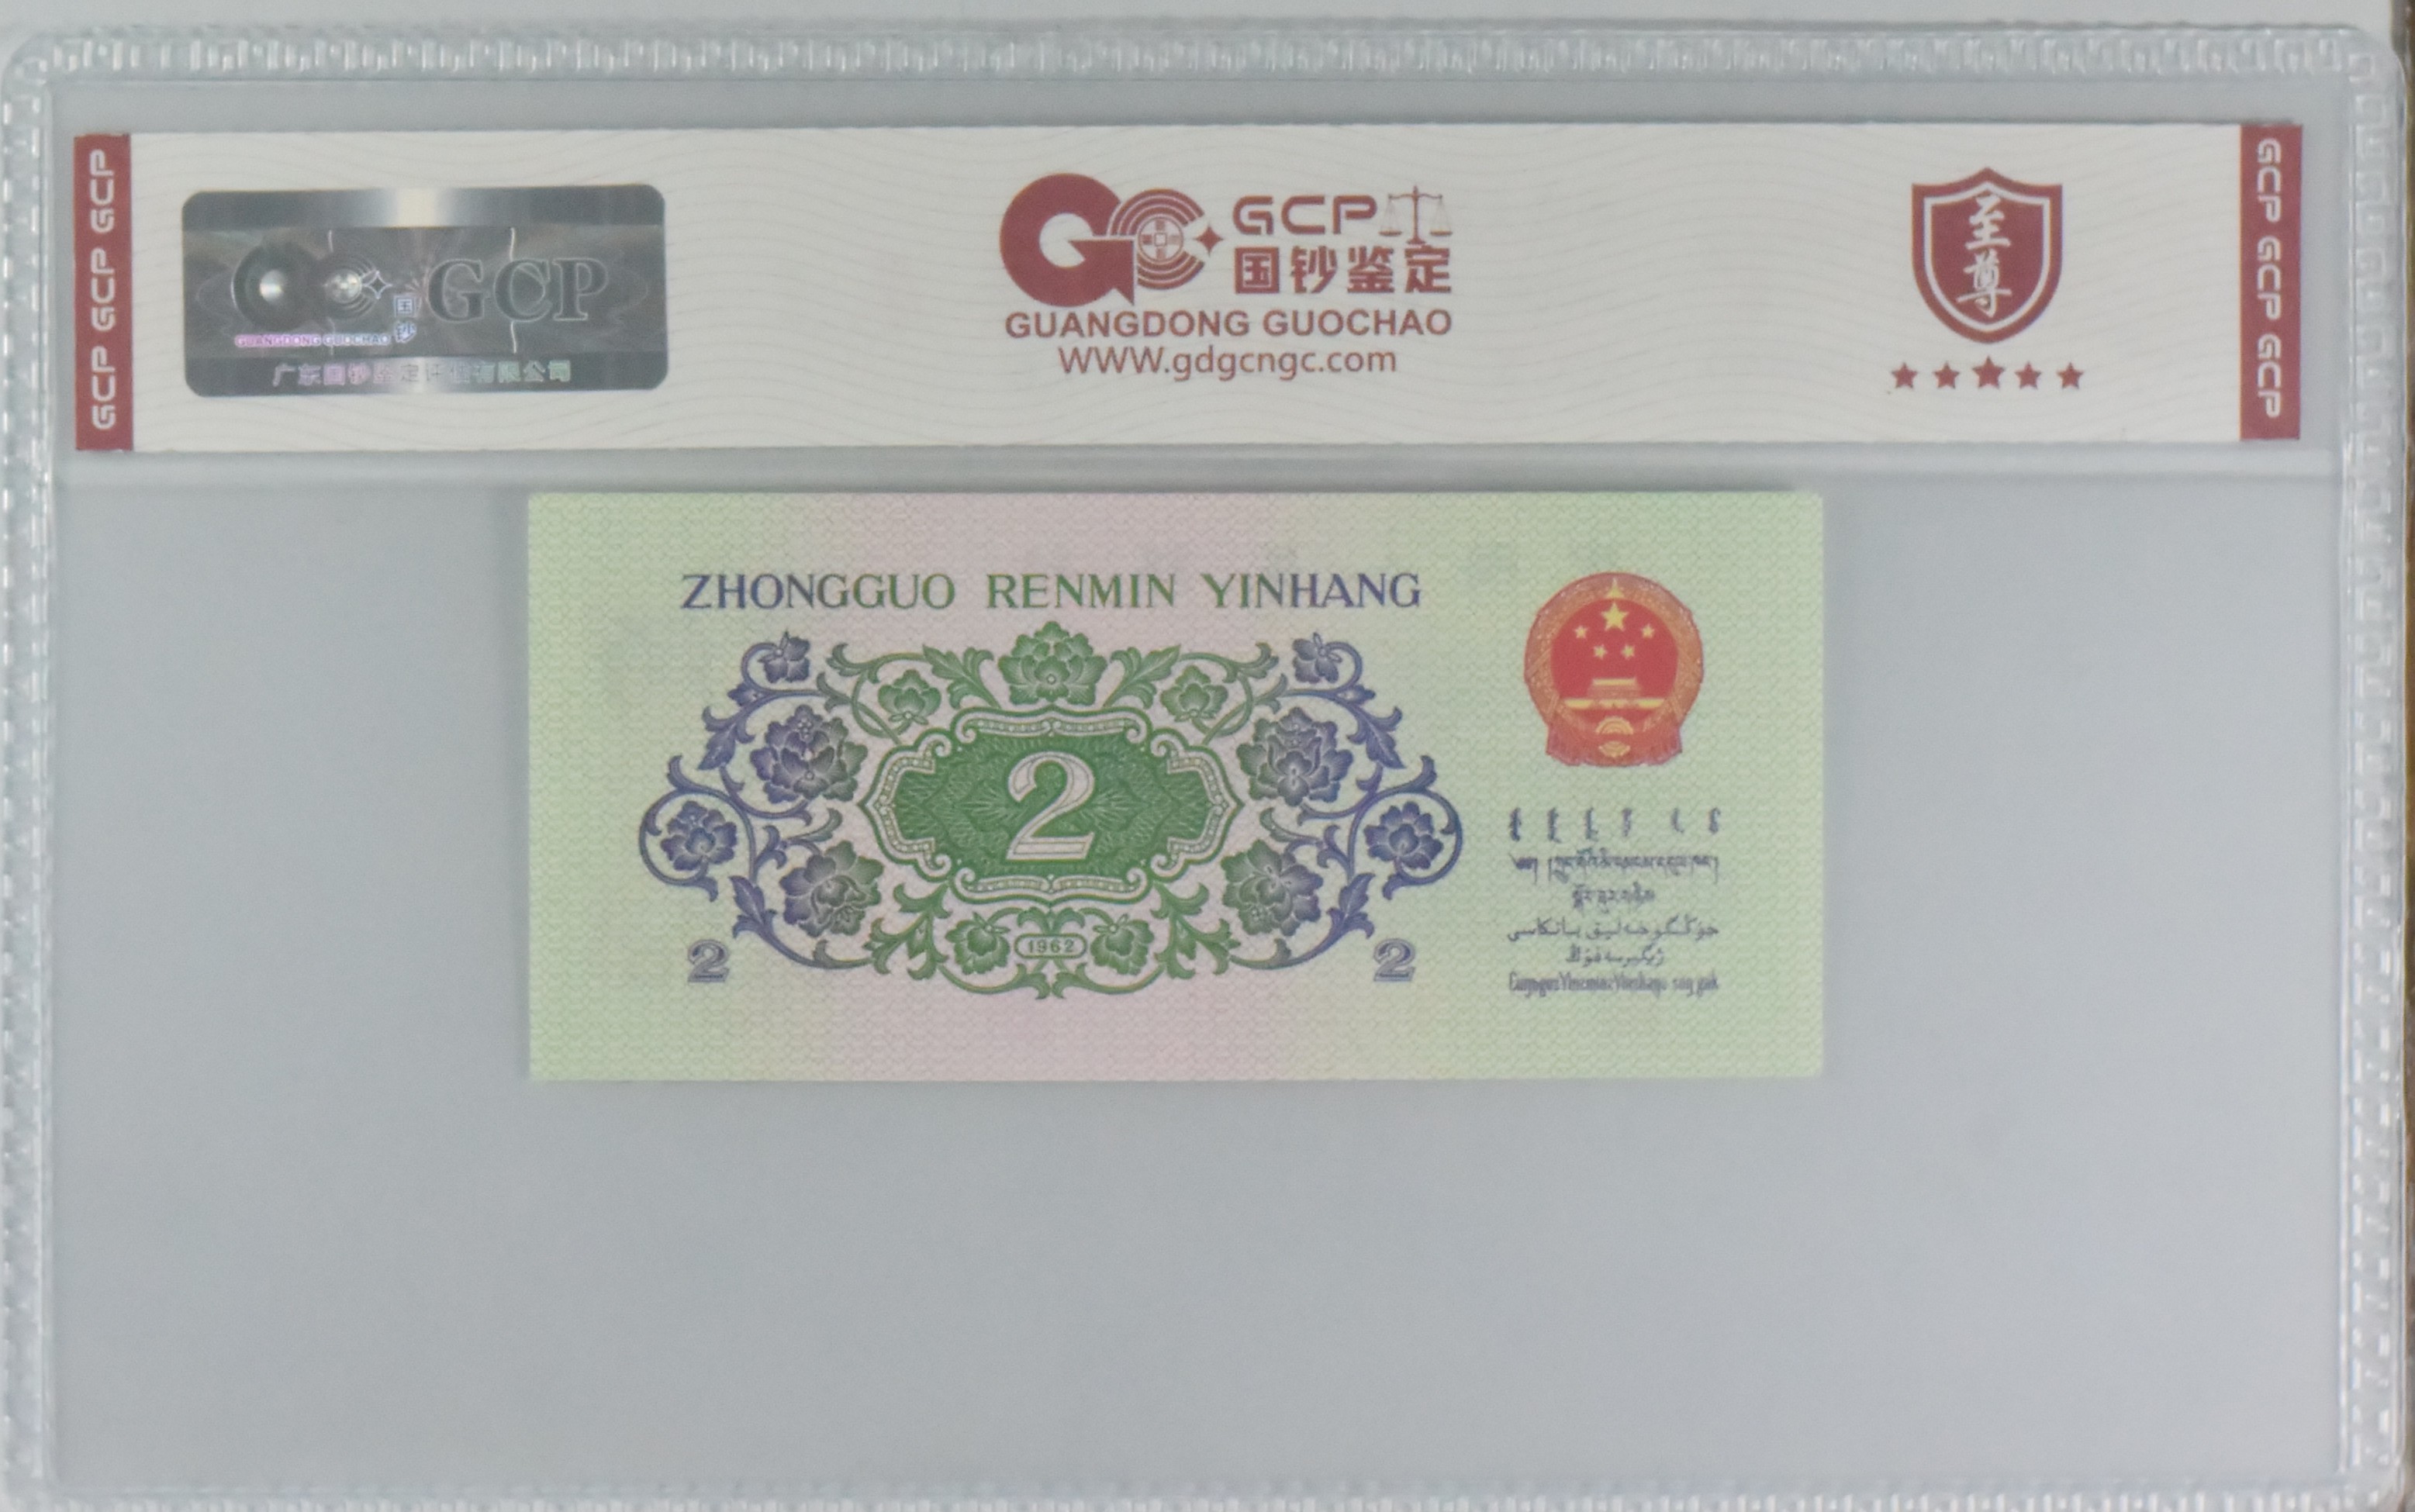 GCP GCP GCP
GCP
国
钞
GUANGDONG GUOCHAO
广东国钞鉴定评估有限公司
GCP
国钞鉴定
GUANGDONG GUOCHAO
WWW.gdgcngc.com
至
尊
GCP GCP GCP
ZHONGGUO RENMIN YINHANG
2
1962
2 2